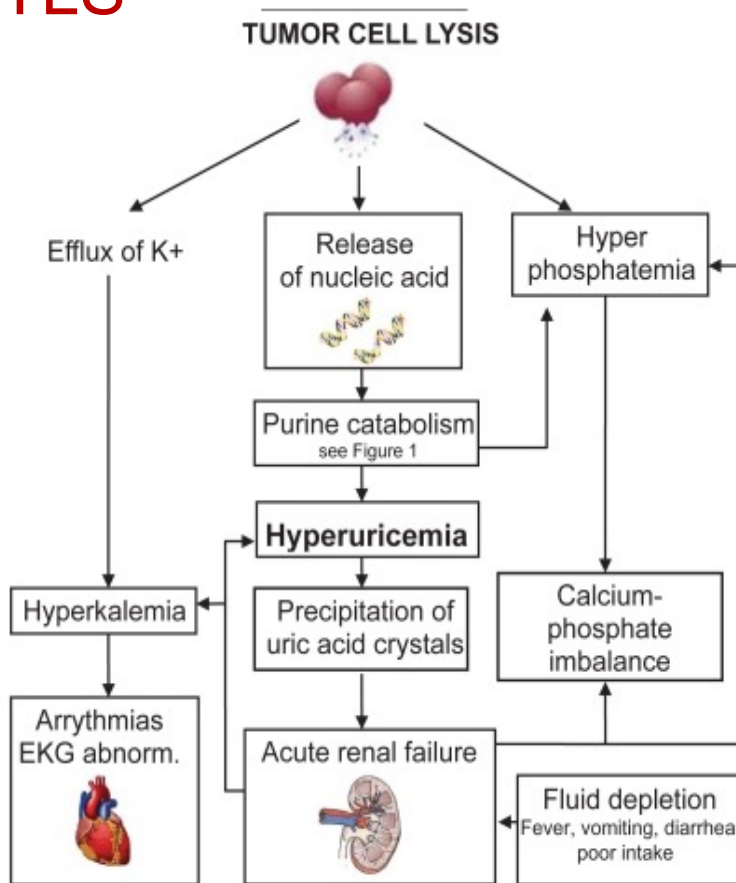 TLS
TUMOR CELL LYSIS
Efflux of K+
Release
of nucleic acid
Hyper
phosphatemia
Purine catabolism
see Figure 1
Hyperuricemia
Hyperkalemia
Precipitation of
uric acid crystals
Calcium-
phosphate
imbalance
Arrythmias
EKG abnorm.
Acute renal failure
Fluid depletion
Fever, vomiting, diarrhea
poor intake